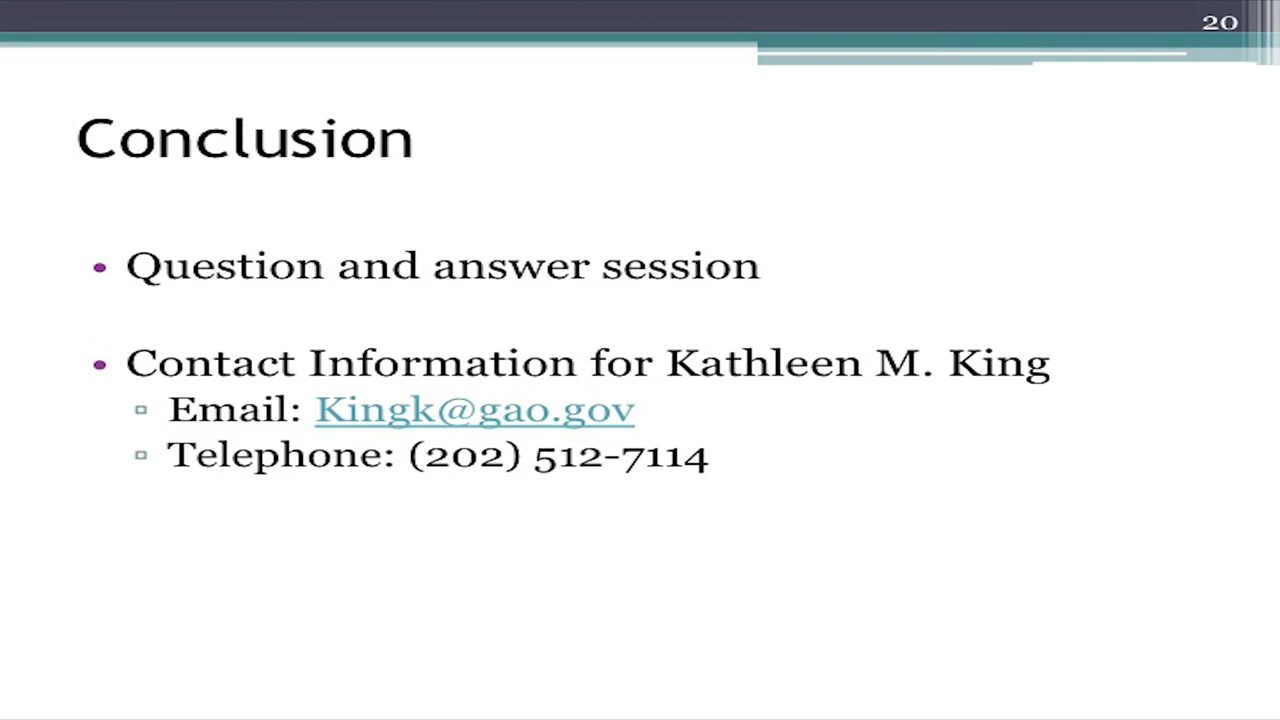 20
Conclusion
• Question and answer session
• Contact Information for Kathleen M. King
▫ Email: Kingk@gao.gov
▫ Telephone: (202) 512-7114